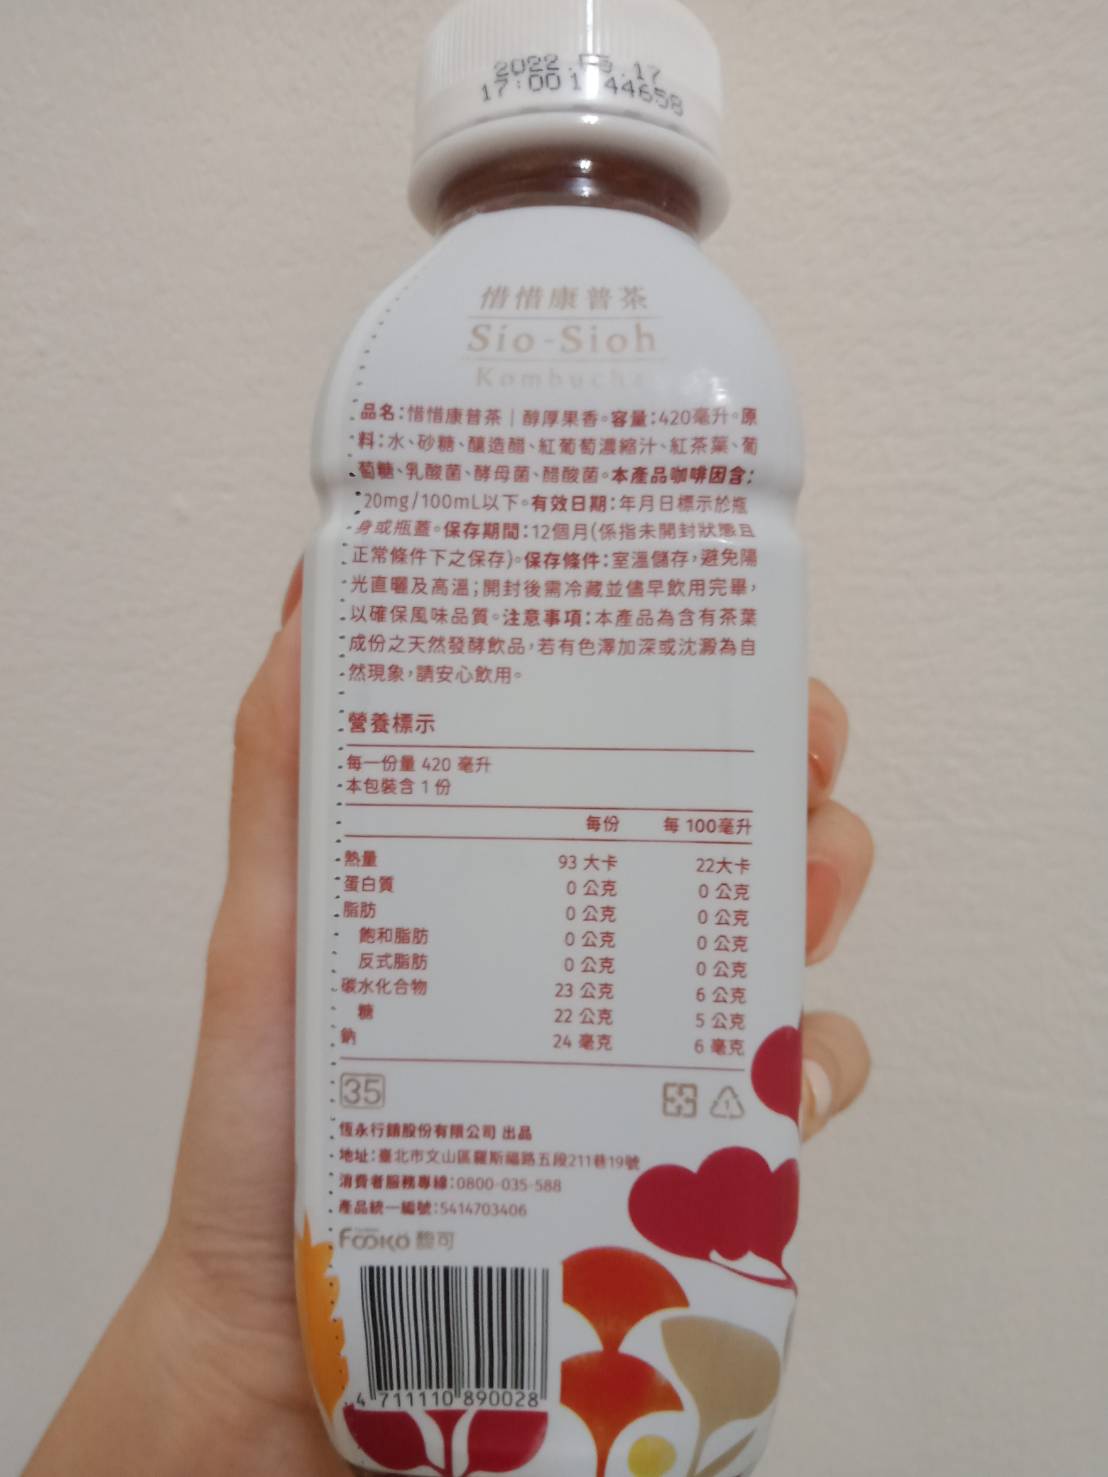 2022 . .17
17:00 1 44658
惜惜康普茶
Sio-Sioh
Kombucha
品名:惜惜康普茶|醇厚果香。容量:420毫升。原
料:水、砂糖、釀造醋、紅葡萄濃縮汁、紅茶葉、葡
萄糖、乳酸菌、酵母菌、醋酸菌。本產品咖啡因含:
20mg/100mL以下。有效日期:年月日標示於瓶
身或瓶蓋。保存期間:12個月(係指未開封狀態且
正常條件下之保存)。保存條件:室溫儲存,避免陽
光直曬及高溫;開封後需冷藏並儘早飲用完畢,
以確保風味品質。注意事項:本產品為含有茶葉
成份之天然發酵飲品,若有色澤加深或沈澱為自
然現象,請安心飲用。
營養標示
每一份量 420 毫升
本包裝含 1 份
每份 每 100毫升
熱量 93 大卡 22大卡
蛋白質 0 公克 0 公克
脂肪 0 公克 0 公克
飽和脂肪 0 公克 0 公克
反式脂肪 0 公克 0 公克
碳水化合物 23 公克 6 公克
糖 22 公克 5 公克
鈉 24 毫克 6 毫克
35
1
恆永行銷股份有限公司 出品
地址:臺北市文山區羅斯福路五段211巷19號
消費者服務專線:0800-035-588
產品統一編號:5414703406
FOOKŎ 馥可
4 711110 890028